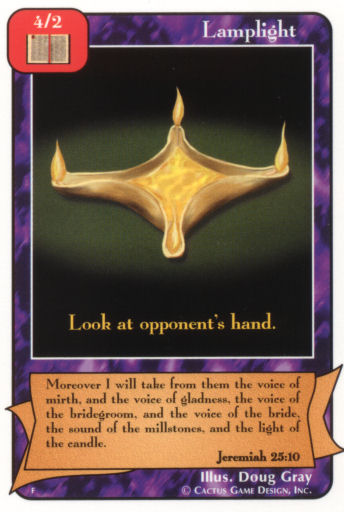 4/2
Lamplight
Look at opponent's hand.
Moreover I will take from them the voice of
mirth, and the voice of gladness, the voice of
the bridegroom, and the voice of the bride,
the sound of the millstones, and the light of
the candle.
Jeremiah 25:10
Illus. Doug Gray
F
© CACTUS GAME DESIGN, INC.